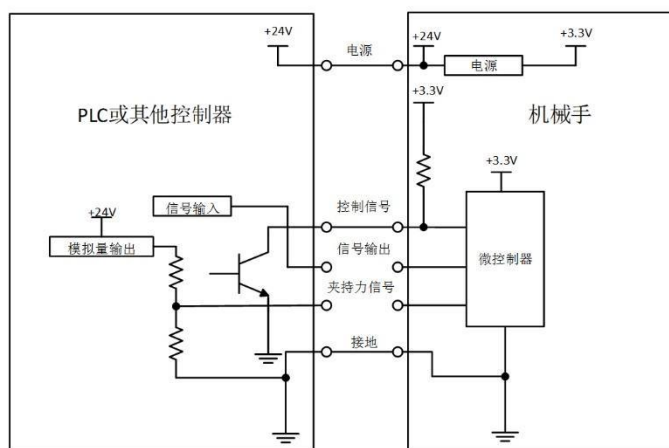 +24V
电源
+24V
+3.3V
电源
PLC或其他控制器
机械手
+3.3V
+3.3V
信号输入
控制信号
+24V
模拟量输出
信号输出
微控制器
夹持力信号
接地